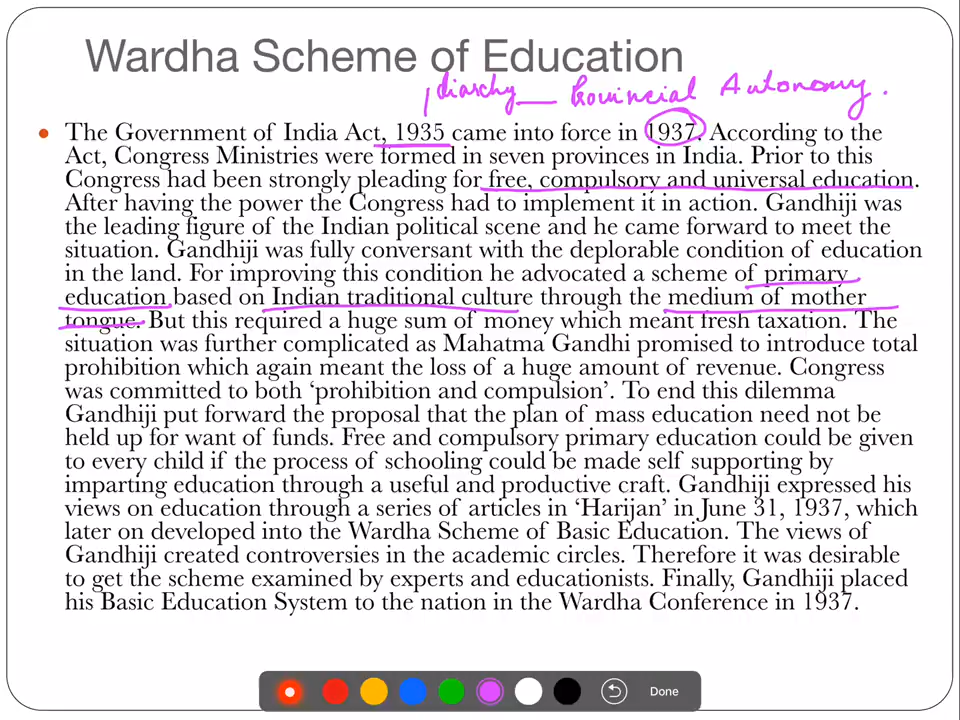 Wardha Scheme of Education
diarchy — Provincial Autonomy.
The Government of India Act, 1935 came into force in 1937. According to the
Act, Congress Ministries were formed in seven provinces in India. Prior to this
Congress had been strongly pleading for free, compulsory and universal education.
After having the power the Congress had to implement it in action. Gandhiji was
the leading figure of the Indian political scene and he came forward to meet the
situation. Gandhiji was fully conversant with the deplorable condition of education
in the land. For improving this condition he advocated a scheme of primary
education based on Indian traditional culture through the medium of mother
tongue. But this required a huge sum of money which meant fresh taxation. The
situation was further complicated as Mahatma Gandhi promised to introduce total
prohibition which again meant the loss of a huge amount of revenue. Congress
was committed to both ‘prohibition and compulsion’. To end this dilemma
Gandhiji put forward the proposal that the plan of mass education need not be
held up for want of funds. Free and compulsory primary education could be given
to every child if the process of schooling could be made self supporting by
imparting education through a useful and productive craft. Gandhiji expressed his
views on education through a series of articles in ‘Harijan’ in June 31, 1937, which
later on developed into the Wardha Scheme of Basic Education. The views of
Gandhiji created controversies in the academic circles. Therefore it was desirable
to get the scheme examined by experts and educationists. Finally, Gandhiji placed
his Basic Education System to the nation in the Wardha Conference in 1937.
Done